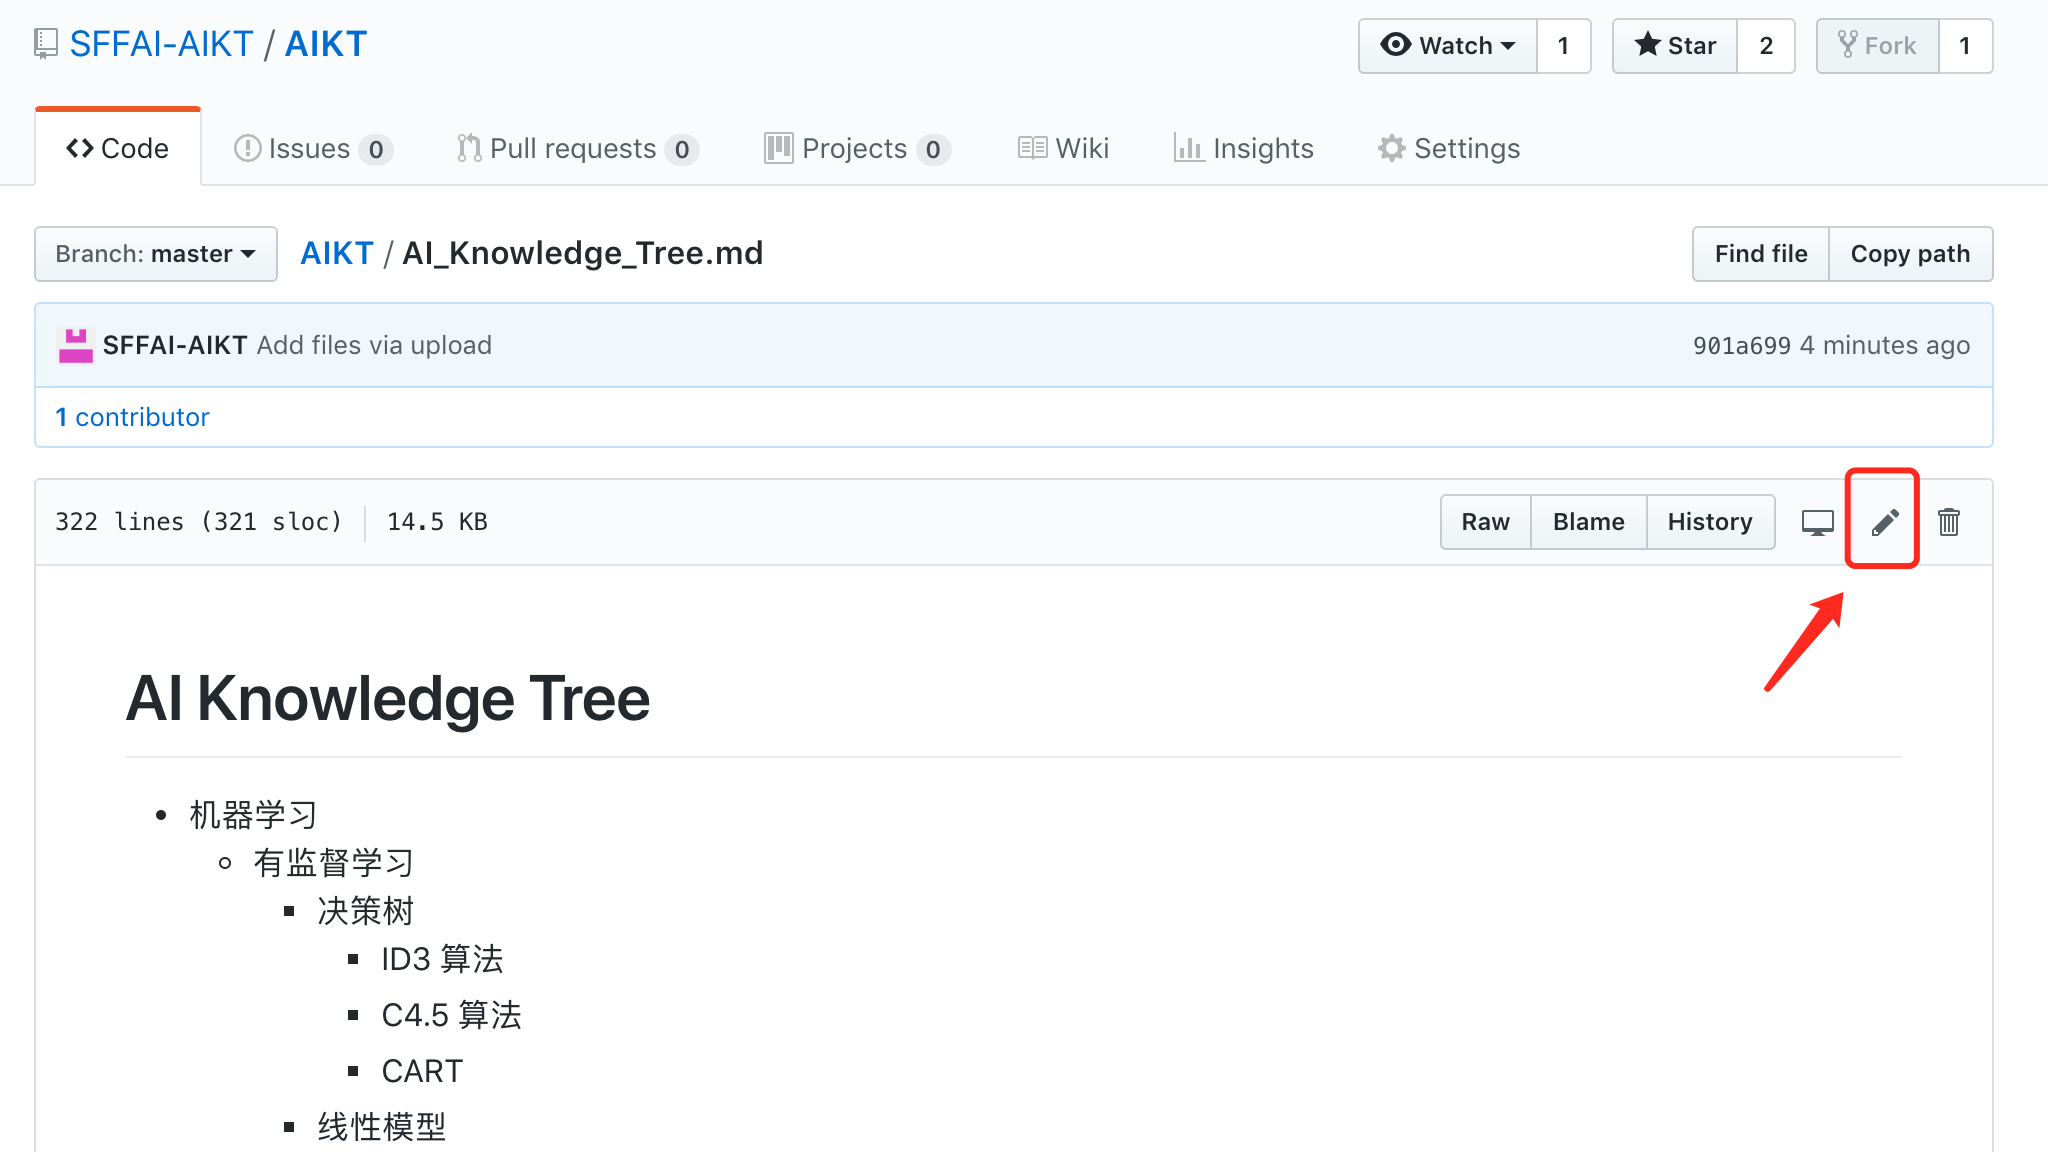 SFFAI-AIKT / AIKT
Watch 1 Star 2 Fork 1
Code Issues 0 Pull requests 0 Projects 0 Wiki Insights Settings
Branch: master AIKT / AI_Knowledge_Tree.md Find file Copy path
SFFAI-AIKT Add files via upload 901a699 4 minutes ago
1 contributor
322 lines (321 sloc) 14.5 KB Raw Blame History
AI Knowledge Tree
机器学习
有监督学习
决策树
ID3 算法
C4.5 算法
CART
线性模型